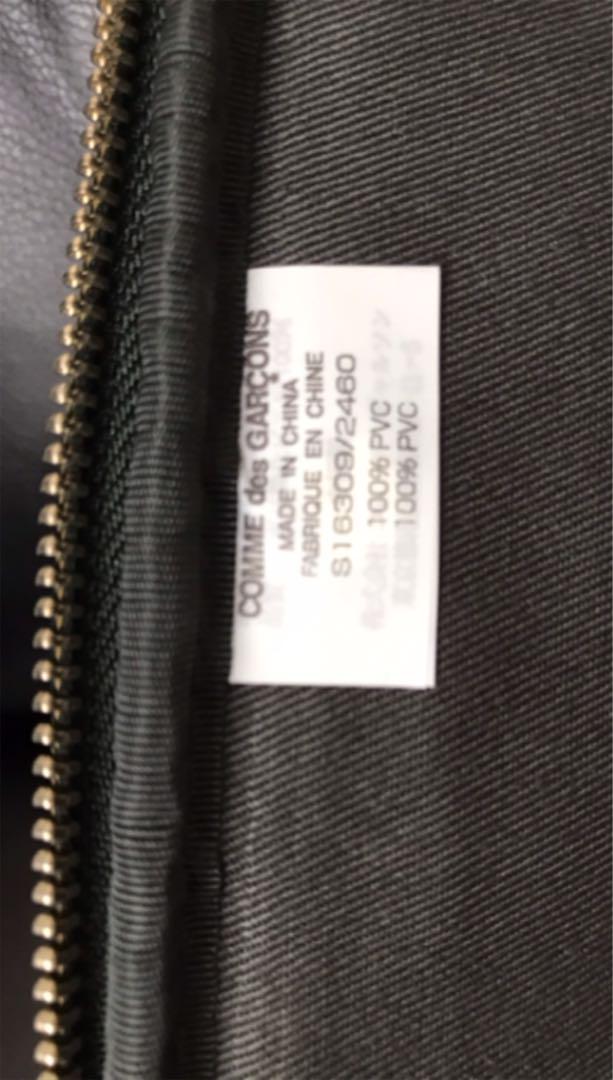 COMME des GARÇONS
MADE IN CHINA
FABRIQUE EN CHINE
S16309/2460
100% PVC
100% PVC